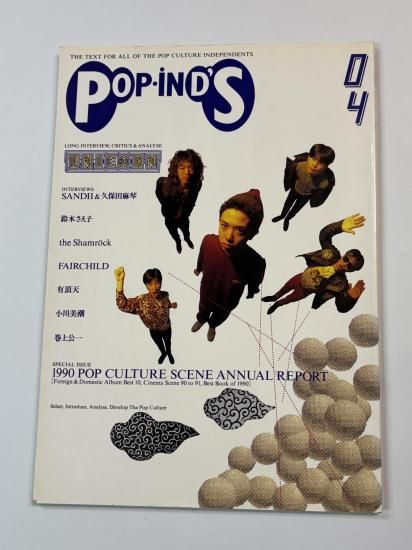 THE TEXT FOR ALL OF THE POP CULTURE INDEPENDENTS
POP·iND'S
04
LONG INTERVIEW, CRITICS & ANALYSE
UNICORN
INTERVIEWS
SANDII & 久保田麻琴
鈴木さえ子
the Shamröck
FAIRCHILD
有頂天
小川美潮
巻上公一
SPECIAL ISSUE
1990 POP CULTURE SCENE ANNUAL REPORT
[Foreign & Domestic Album Best 10, Cinema Scene 90 to 91, Best Book of 1990]
Select, Introduce, Analyse, Develop The Pop Culture